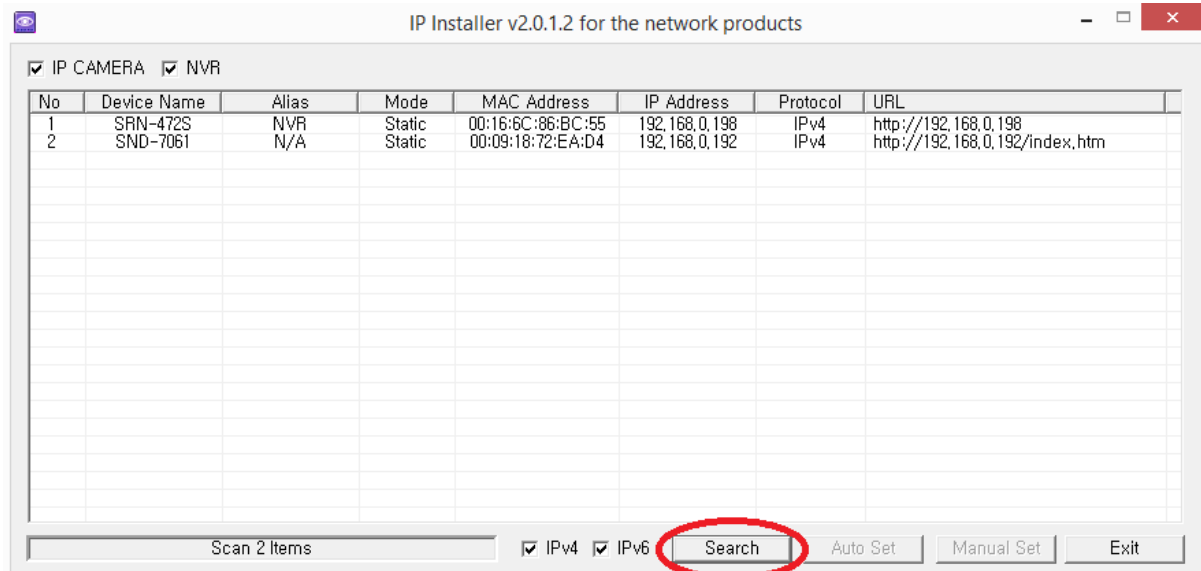 IP Installer v2.0.1.2 for the network products
IP CAMERA NVR
No Device Name Alias Mode MAC Address IP Address Protocol URL
1 SRN-472S NVR Static 00:16:6C:86:BC:55 192,168,0,198 IPv4 http://192,168,0,198
2 SND-7061 N/A Static 00:09:18:72:EA:D4 192,168,0,192 IPv4 http://192,168,0,192/index,htm
Scan 2 Items IPv4 IPv6 Search Auto Set Manual Set Exit